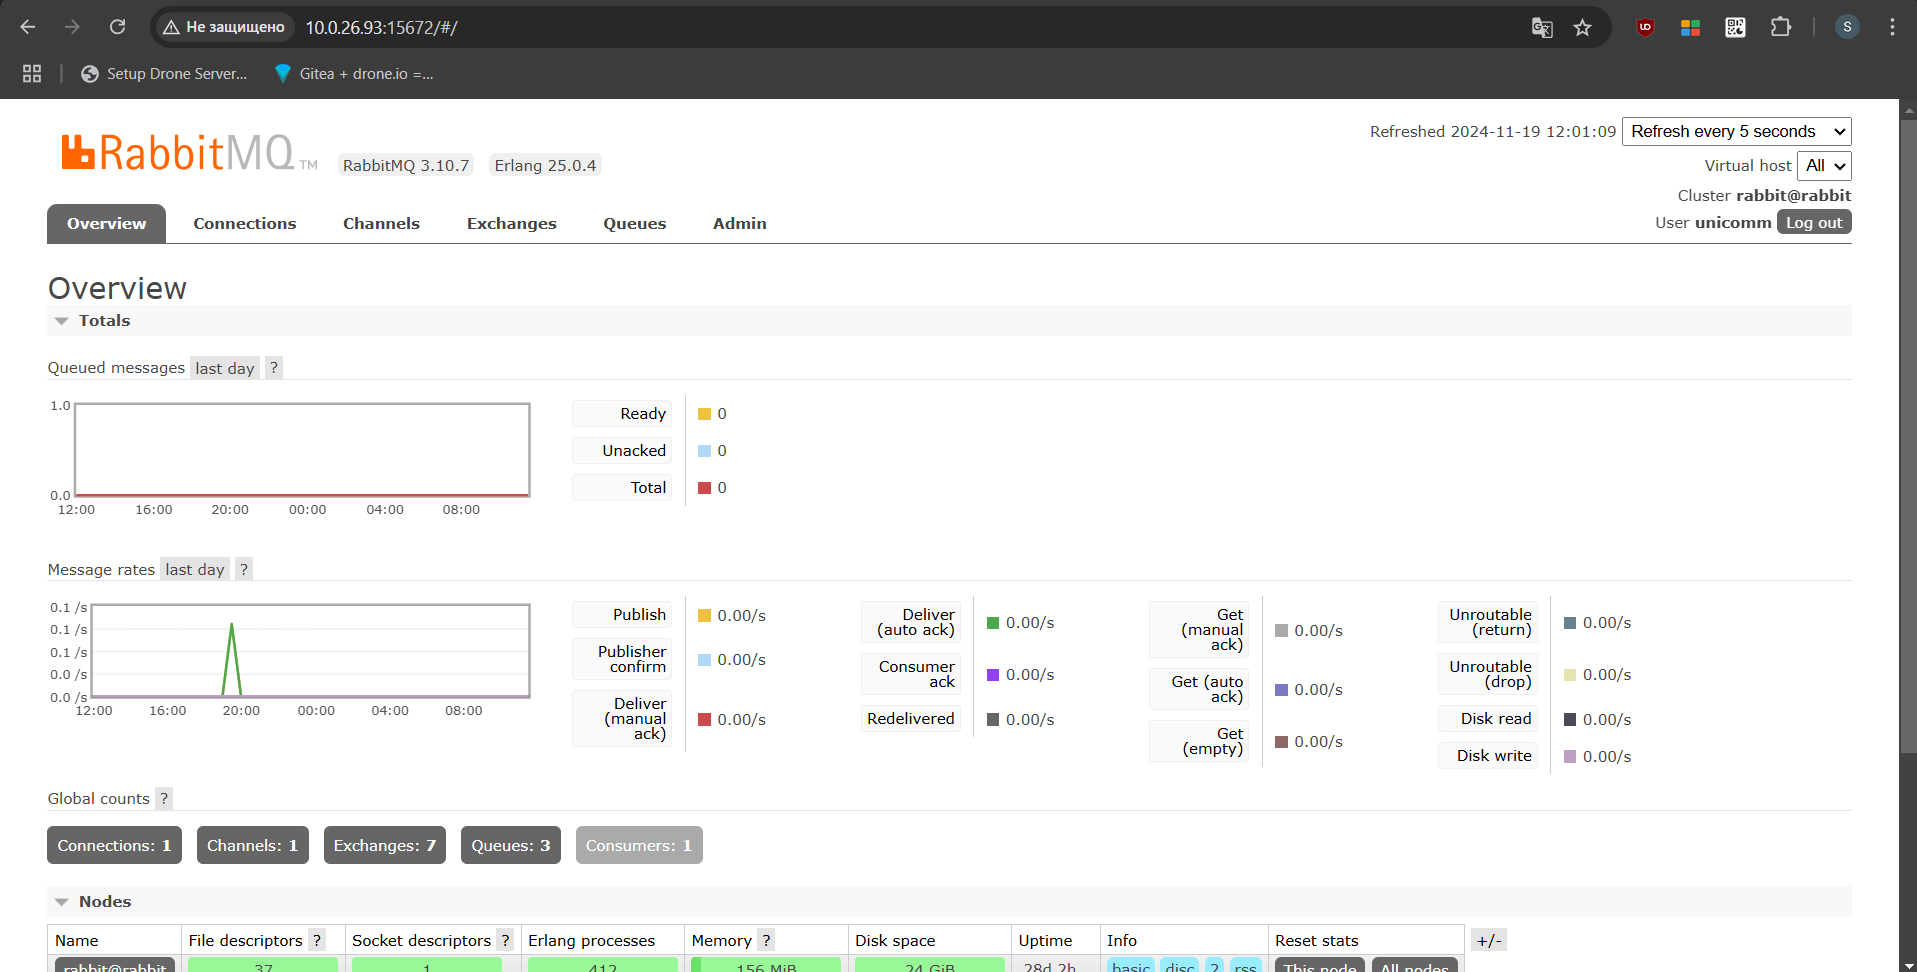 Не защищено 10.0.26.93:15672/#/
S
Setup Drone Server... Gitea + drone.io =...
RabbitMQ TM RabbitMQ 3.10.7 Erlang 25.0.4
Refreshed 2024-11-19 12:01:09 Refresh every 5 seconds
Virtual host All
Cluster rabbit@rabbit
User unicomm Log out
Overview Connections Channels Exchanges Queues Admin
Overview
Totals
Queued messages last day ?
1.0
0.0
12:00 16:00 20:00 00:00 04:00 08:00
Ready 0
Unacked 0
Total 0
Message rates last day ?
0.1 /s
0.1 /s
0.1 /s
0.0 /s
0.0 /s
12:00 16:00 20:00 00:00 04:00 08:00
Publish 0.00/s
Publisher confirm 0.00/s
Deliver (manual ack) 0.00/s
Deliver (auto ack) 0.00/s
Consumer ack 0.00/s
Redelivered 0.00/s
Get (manual ack) 0.00/s
Get (auto ack) 0.00/s
Get (empty) 0.00/s
Unroutable (return) 0.00/s
Unroutable (drop) 0.00/s
Disk read 0.00/s
Disk write 0.00/s
Global counts ?
Connections: 1 Channels: 1 Exchanges: 7 Queues: 3 Consumers: 1
Nodes
Name File descriptors ? Socket descriptors ? Erlang processes Memory ? Disk space Uptime Info Reset stats +/-
rabbit@rabbit 37 1 412 156 MiB 24 GiB 28d 2h basic disc 2 rss This node All nodes